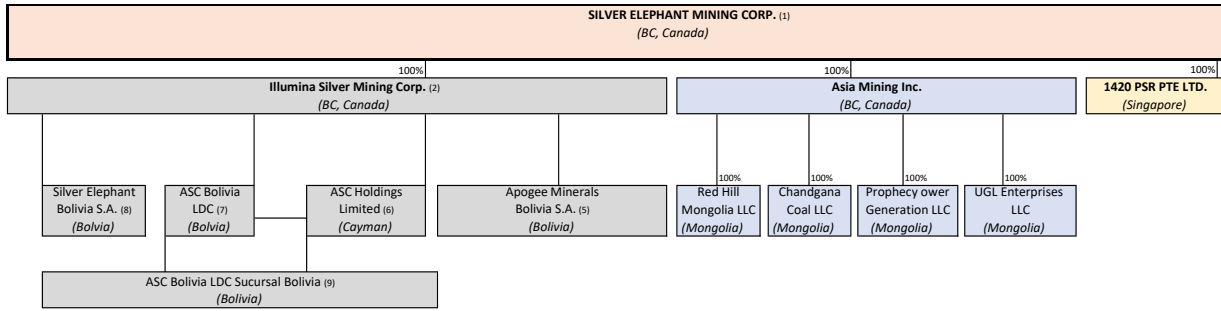 SILVER ELEPHANT MINING CORP. (1)
(BC, Canada)
100%
100%
100%
Illumina Silver Mining Corp. (2)
(BC, Canada)
Asia Mining Inc.
(BC, Canada)
1420 PSR PTE LTD.
(Singapore)
100%
100%
100%
100%
Silver Elephant
Bolivia S.A. (8)
(Bolvia)
ASC Bolivia
LDC (7)
(Bolvia)
ASC Holdings
Limited (6)
(Cayman)
Apogee Minerals
Bolivia S.A. (5)
(Bolivia)
Red Hill
Mongolia LLC
(Mongolia)
Chandgana
Coal LLC
(Mongolia)
Prophecy ower
Generation LLC
(Mongolia)
UGL Enterprises
LLC
(Mongolia)
ASC Bolivia LDC Sucursal Bolivia (9)
(Bolivia)